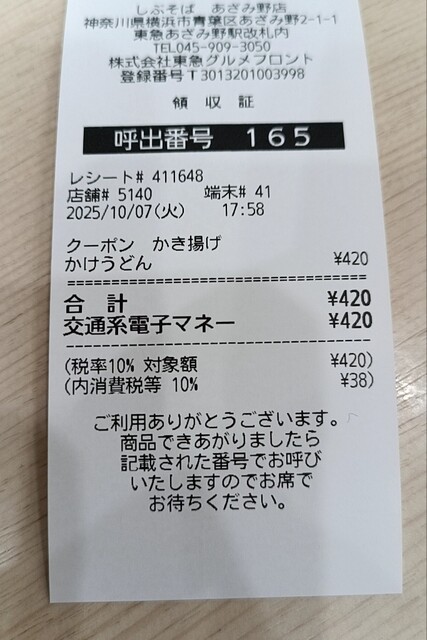 しぶそば あざみ野店
神奈川県横浜市青葉区あざみ野2-1-1
東急あざみ野駅改札内
TEL045-909-3050
株式会社東急グルメフロント
登録番号T3013201003998
領 収 証
呼出番号 165
レシート# 411648
店舗# 5140 端末# 41
2025/10/07(火) 17:58
クーポン かき揚げ
かけうどん ¥420
合 計 ¥420
交通系電子マネー ¥420
(税率10% 対象額 ¥420)
(内消費税等 10% ¥38)
ご利用ありがとうございます。
商品できあがりましたら
記載された番号でお呼び
いたしますのでお席で
お待ちください。